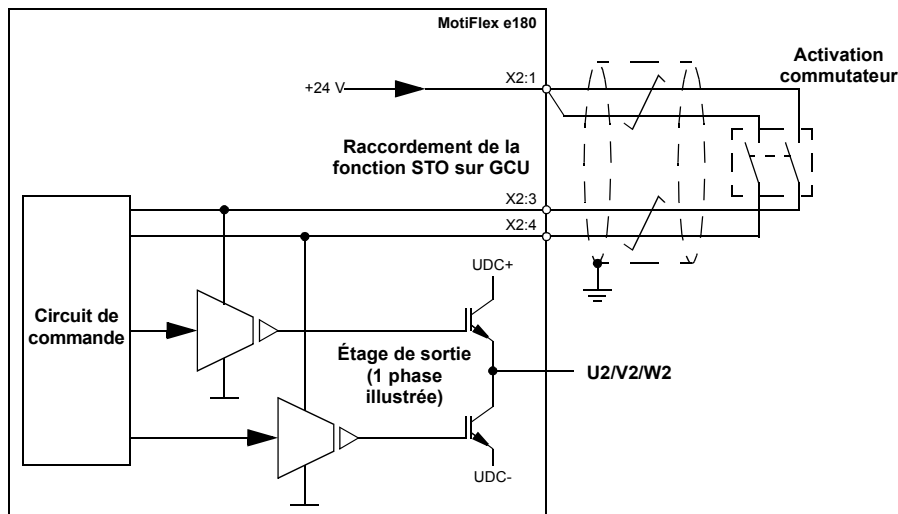 MotiFlex e180
Activation
commutateur
+24 V
X2:1
Raccordement de la
fonction STO sur GCU
X2:3
X2:4
UDC+
Circuit de
commande
Étage de sortie
(1 phase
illustrée)
U2/V2/W2
UDC-